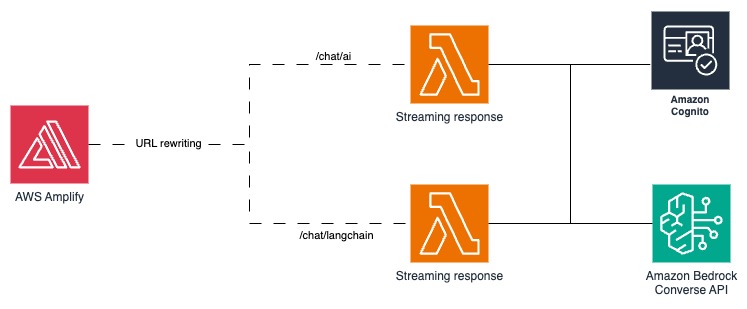 /chat/ai
Streaming response
Amazon
Cognito
URL rewriting
AWS Amplify
/chat/langchain
Streaming response
Amazon Bedrock
Converse API